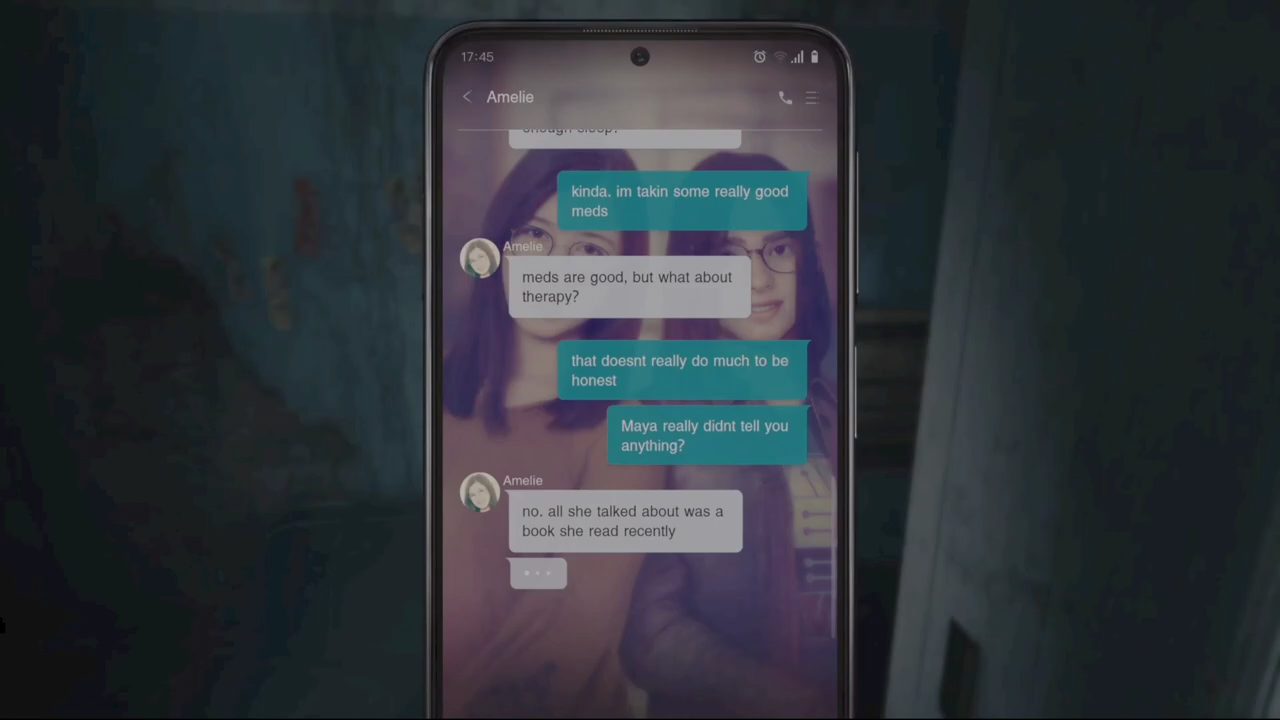 17:45
Amelie
enough sleep?
kinda. im takin some really good
meds
Amelie
meds are good, but what about
therapy?
that doesnt really do much to be
honest
Maya really didnt tell you
anything?
Amelie
no. all she talked about was a
book she read recently